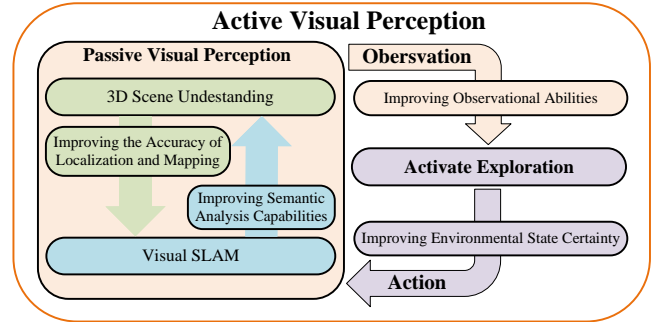 Active Visual Perception
Passive Visual Perception
3D Scene Undestanding
Improving the Accuracy of
Localization and Mapping
Improving Semantic
Analysis Capabilities
Visual SLAM
Obersvation
Improving Observational Abilities
Activate Exploration
Improving Environmental State Certainty
Action